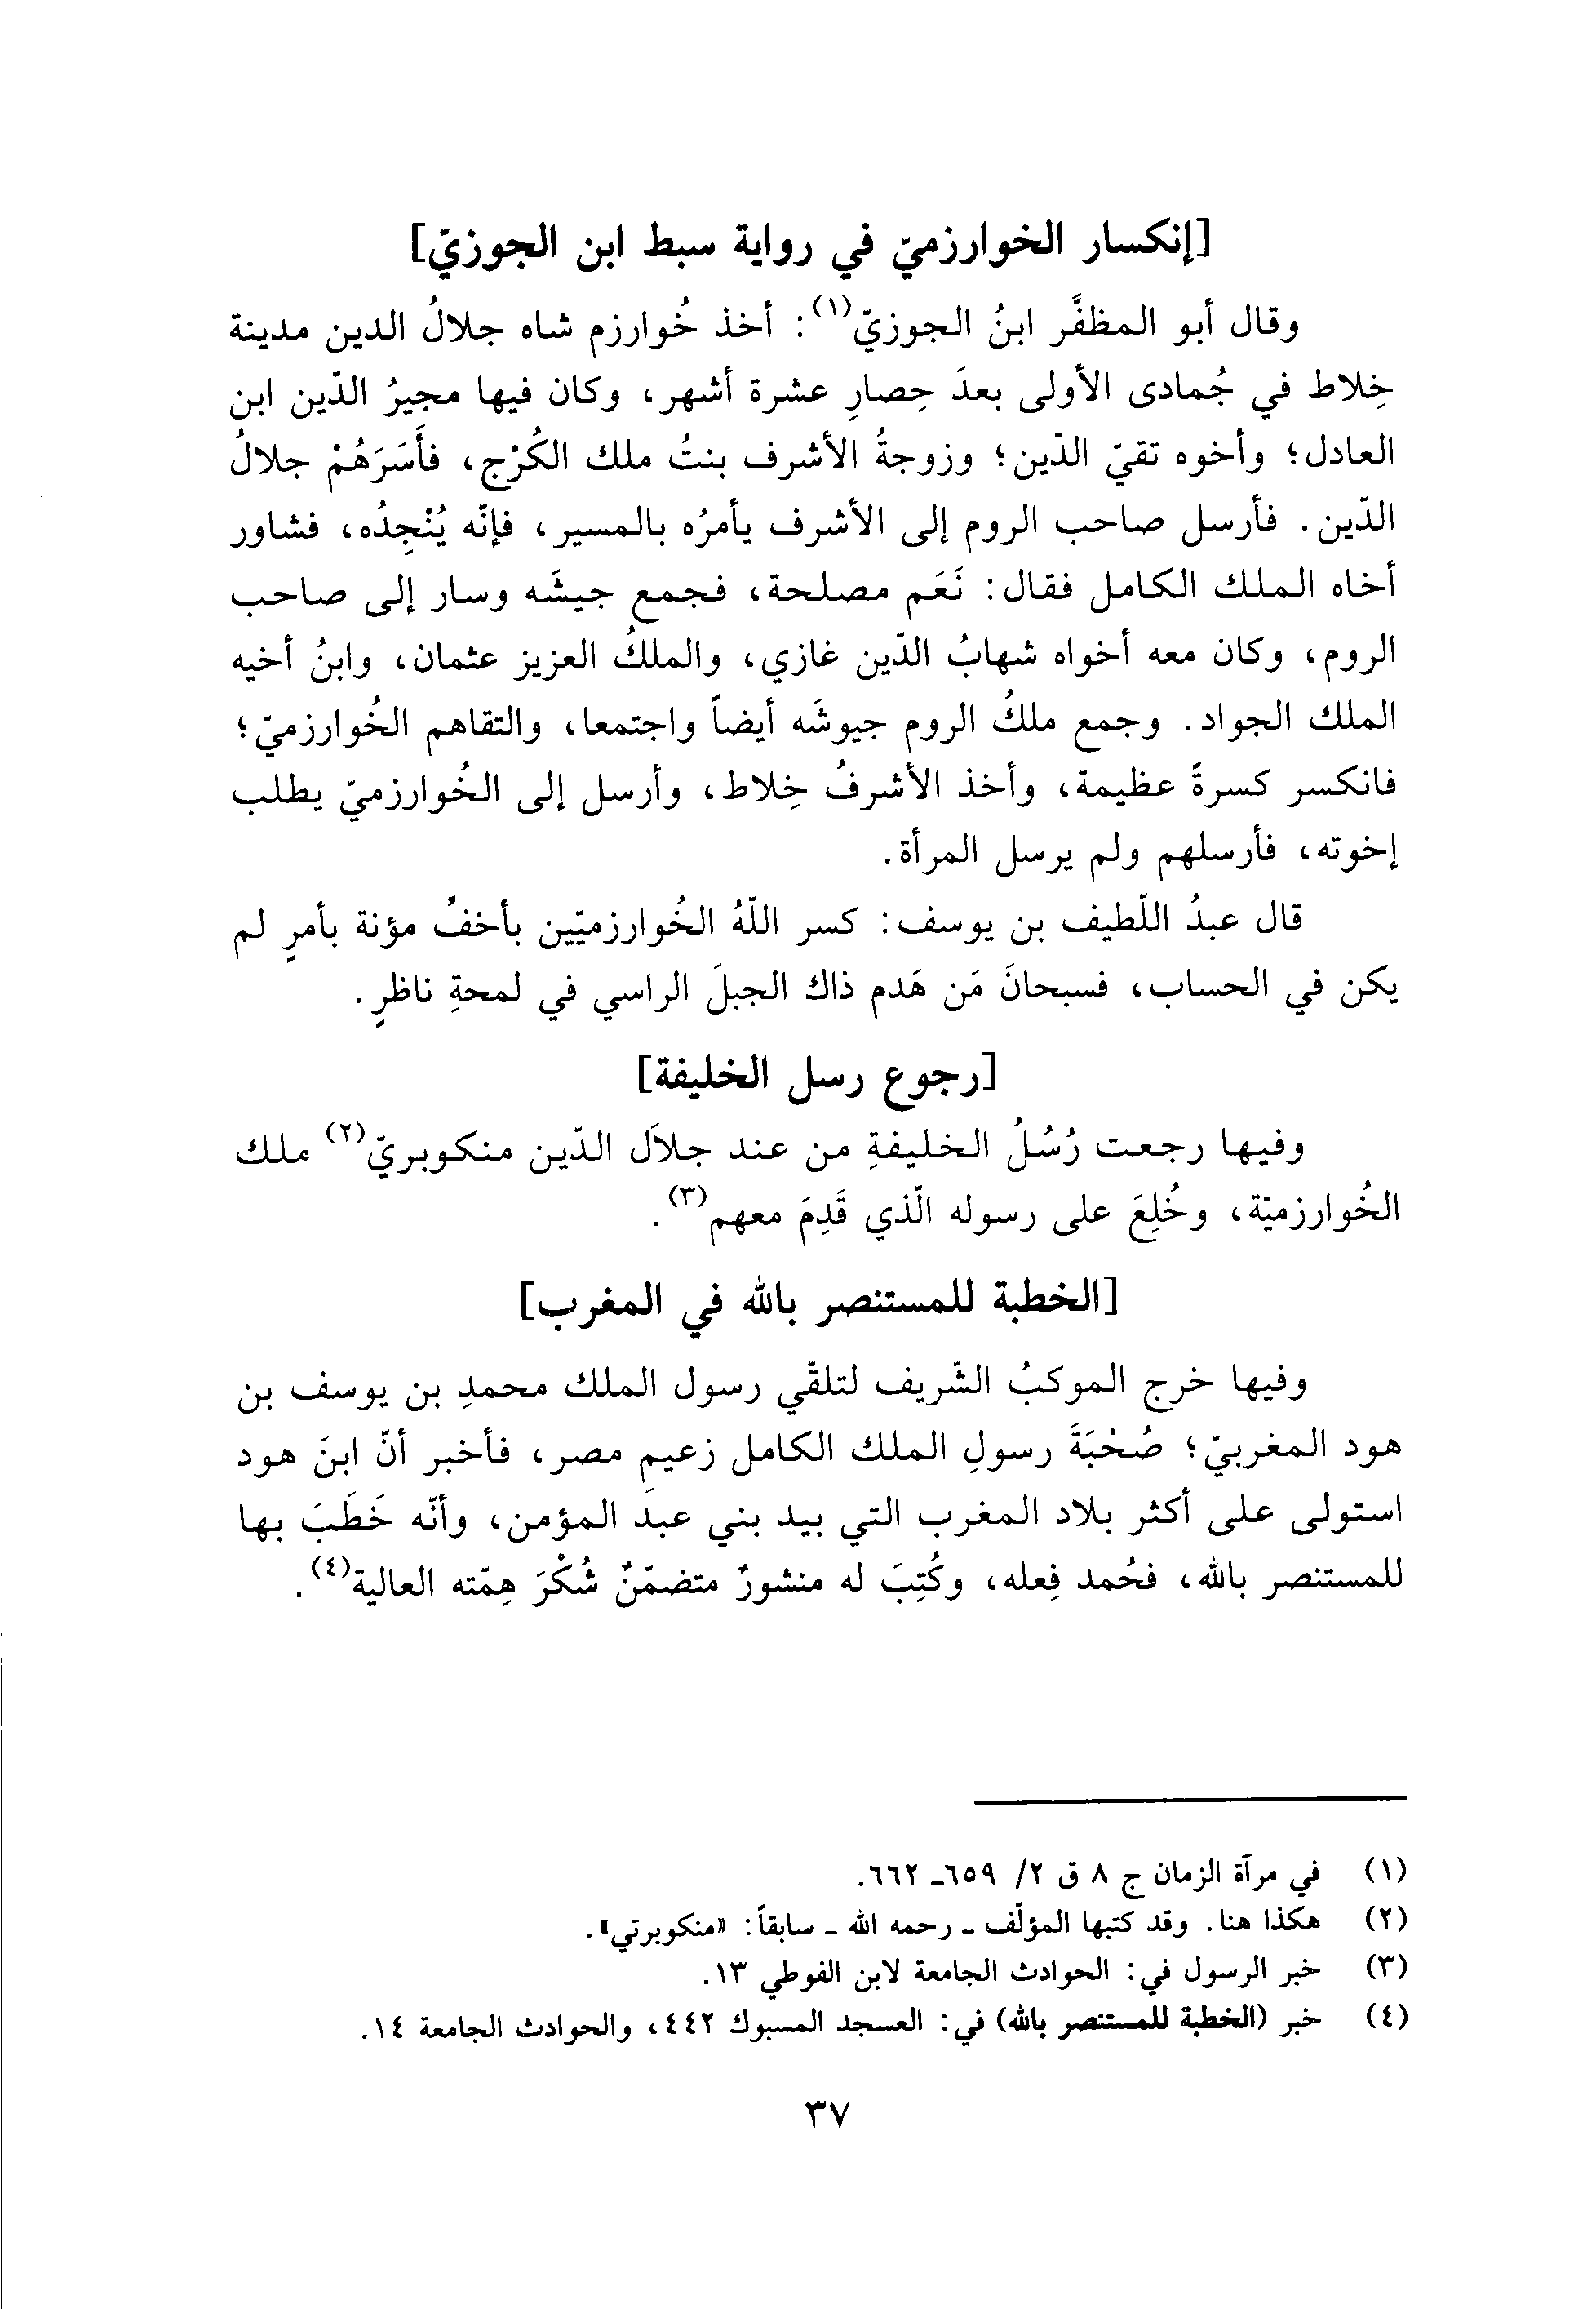 [إنكسار الخوارزميّ في رواية سبط ابن الجوزيّ]
وقال أبو المظفَّر ابنُ الجوزيّ(١): أخذ خُوارزم شاه جلالُ الدين مدينة
خِلاط في جُمادى الأولى بعدَ حِصارِ عشرة أشهر، وكان فيها مجيرُ الدّين ابن
العادل؛ وأخوه تقيّ الدّين؛ وزوجةُ الأشرف بنتُ ملك الكُرْج، فأَسَرَهُمْ جلالُ
الدّين. فأرسل صاحب الروم إلى الأشرف يأمرُه بالمسير، فإنّه يُنْجِدُه، فشاور
أخاه الملك الكامل فقال: نَعَم مصلحة، فجمع جيشَه وسار إلى صاحب
الروم، وكان معه أخواه شهابُ الدّين غازي، والملكُ العزيز عثمان، وابنُ أخيه
الملك الجواد. وجمع ملكُ الروم جيوشَه أيضاً واجتمعا، والتقاهم الخُوارزميّ؛
فانكسر كسرةً عظيمة، وأخذ الأشرفُ خِلاط، وأرسل إلى الخُوارزميّ يطلب
إخوته، فأرسلهم ولم يرسل المرأة.
قال عبدُ اللّطيف بن يوسف: كسر اللّهُ الخُوارزميّين بأخفّ مؤنة بأمرٍ لم
يكن في الحساب، فسبحانَ مَن هَدم ذاك الجبلَ الراسي في لمحةِ ناظرٍ.
[رجوع رسل الخليفة]
وفيها رجعت رُسُلُ الخليفةِ من عند جلاَل الدّين منكوبريّ(٢) ملك
الخُوارزميّة، وخُلِعَ على رسوله الّذي قَدِمَ معهم(٣).
[الخطبة للمستنصر بالله في المغرب]
وفيها خرج الموكبُ الشّريف لتلقّي رسول الملك محمدِ بن يوسف بن
هود المغربيّ؛ صُحْبَةَ رسولِ الملك الكامل زعيمِ مصر، فأخبر أنّ ابنَ هود
استولى على أكثر بلاد المغرب التي بيد بني عبد المؤمن، وأنّه خَطَبَ بها
للمستنصر بالله، فحُمد فِعله، وكُتِبَ له منشورٌ متضمّنٌ شُكْرَ هِمّته العالية(٤).
(١) في مرآة الزمان ج ٨ ق ٢/ ٦٥٩ـ ٦٦٢.
(٢) هكذا هنا. وقد كتبها المؤلّف ـ رحمه الله ـ سابقاً: «منكوبرتي».
(٣) خبر الرسول في: الحوادث الجامعة لابن الفوطي ١٣.
(٤) خبر (الخطبة للمستنصر بالله) في: العسجد المسبوك ٤٤٢، والحوادث الجامعة ١٤.
٣٧